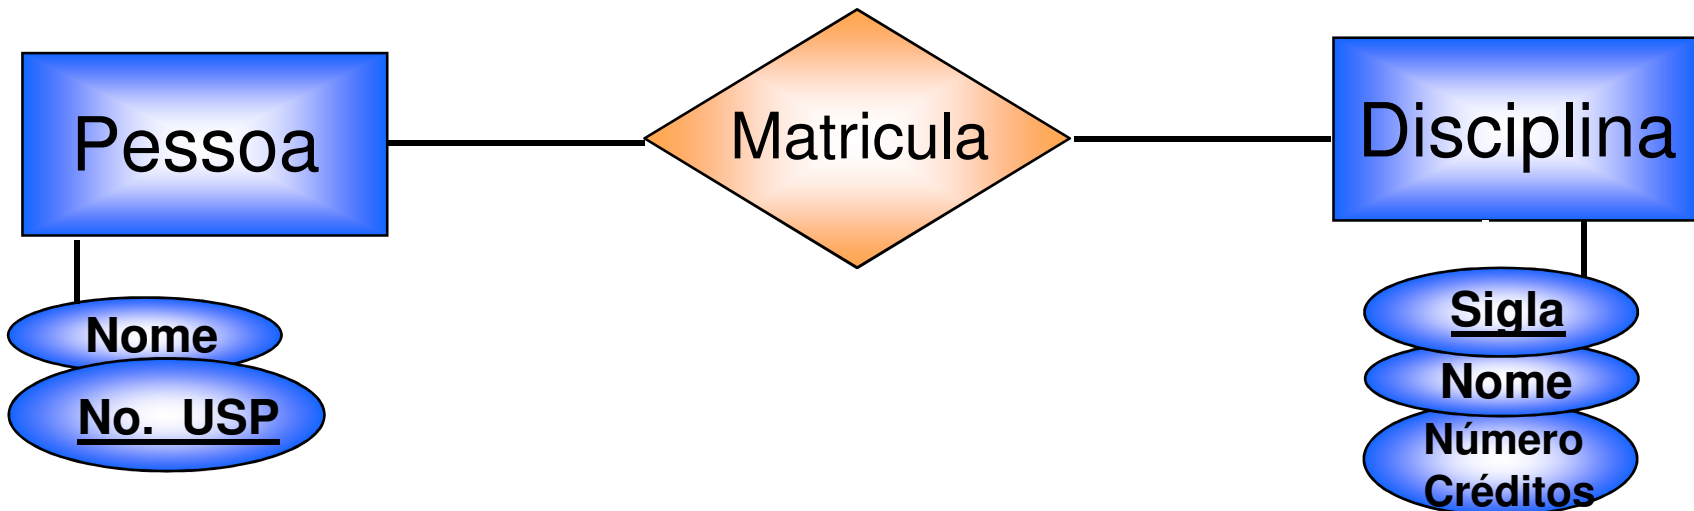 Pessoa
Matricula
Disciplina
Nome
No. USP
Sigla
Nome
Número
Créditos